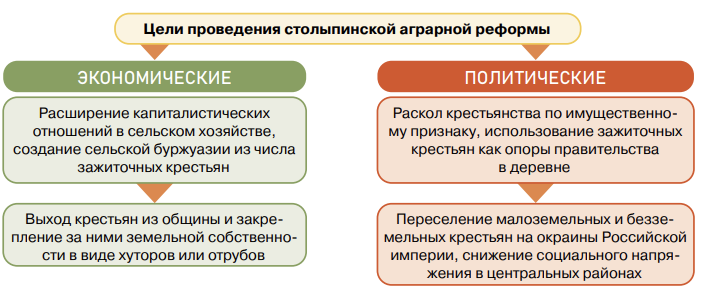 Цели проведения столыпинской аграрной реформы
ЭКОНОМИЧЕСКИЕ
Расширение капиталистических
отношений в сельском хозяйстве,
создание сельской буржуазии из числа
зажиточных крестьян
Выход крестьян из общины и закре-
пление за ними земельной собственно-
сти в виде хуторов или отрубов
ПОЛИТИЧЕСКИЕ
Раскол крестьянства по имущественно-
му признаку, использование зажиточных
крестьян как опоры правительства
в деревне
Переселение малоземельных и беззе-
мельных крестьян на окраины Российской
империи, снижение социального напря-
жения в центральных районах